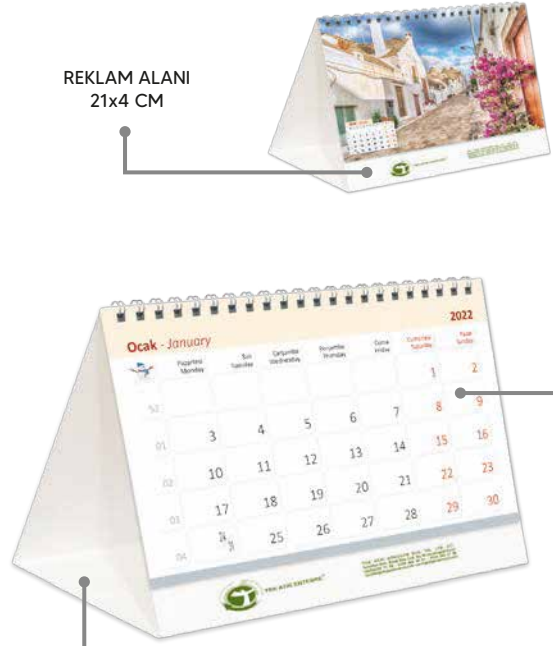 REKLAM ALANI
21x4 CM
Ocak - January
2022
Pazartesi Salı Çarşamba Perşembe Cuma Cumartesi Pazar
Monday Tuesday Wednesday Thursday Friday Saturday Sunday
52 1 2
01 3 4 5 6 7 8 9
02 10 11 12 13 14 15 16
03 17 18 19 20 21 22 23
04 24 31 25 26 27 28 29 30